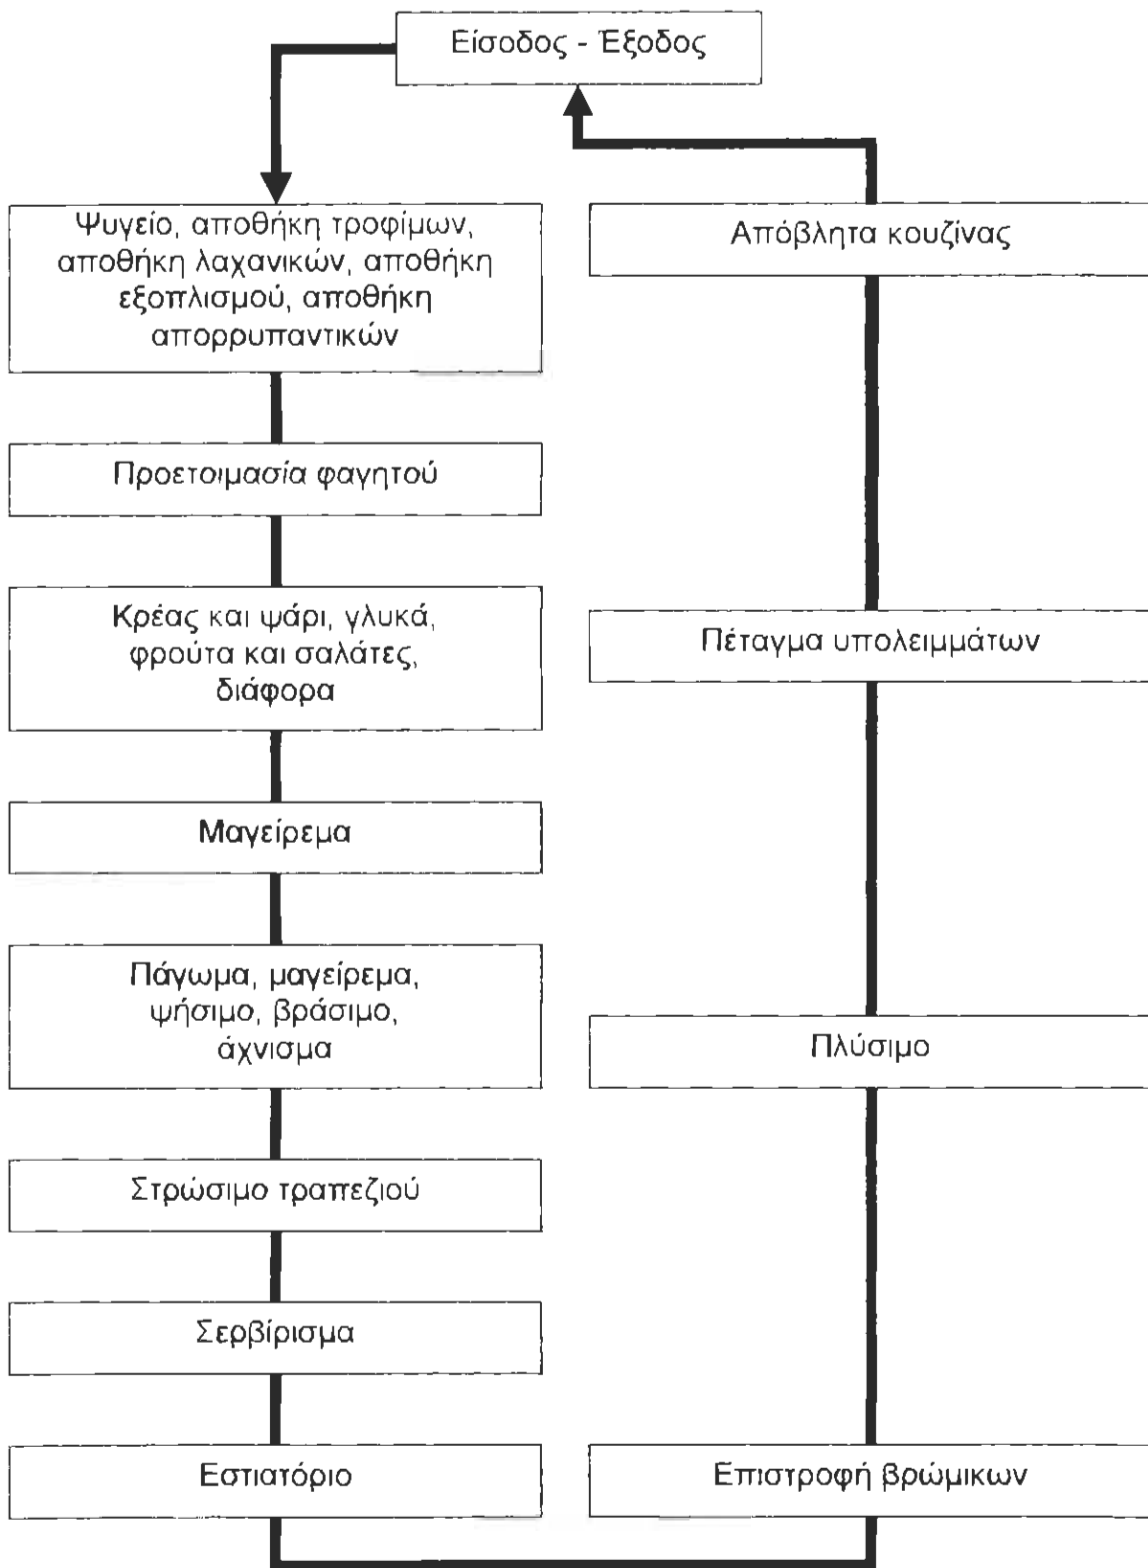 Είσοδος - Έξοδος
Ψυγείο, αποθήκη τροφίμων,
αποθήκη λαχανικών, αποθήκη
εξοπλισμού, αποθήκη
απορρυπαντικών
Προετοιμασία φαγητού
Κρέας και ψάρι, γλυκά,
φρούτα και σαλάτες,
διάφορα
Μαγείρεμα
Πάγωμα, μαγείρεμα,
ψήσιμο, βράσιμο,
άχνισμα
Στρώσιμο τραπεζιού
Σερβίρισμα
Εστιατόριο
Επιστροφή βρώμικων
Πλύσιμο
Πέταγμα υπολειμμάτων
Απόβλητα κουζίνας